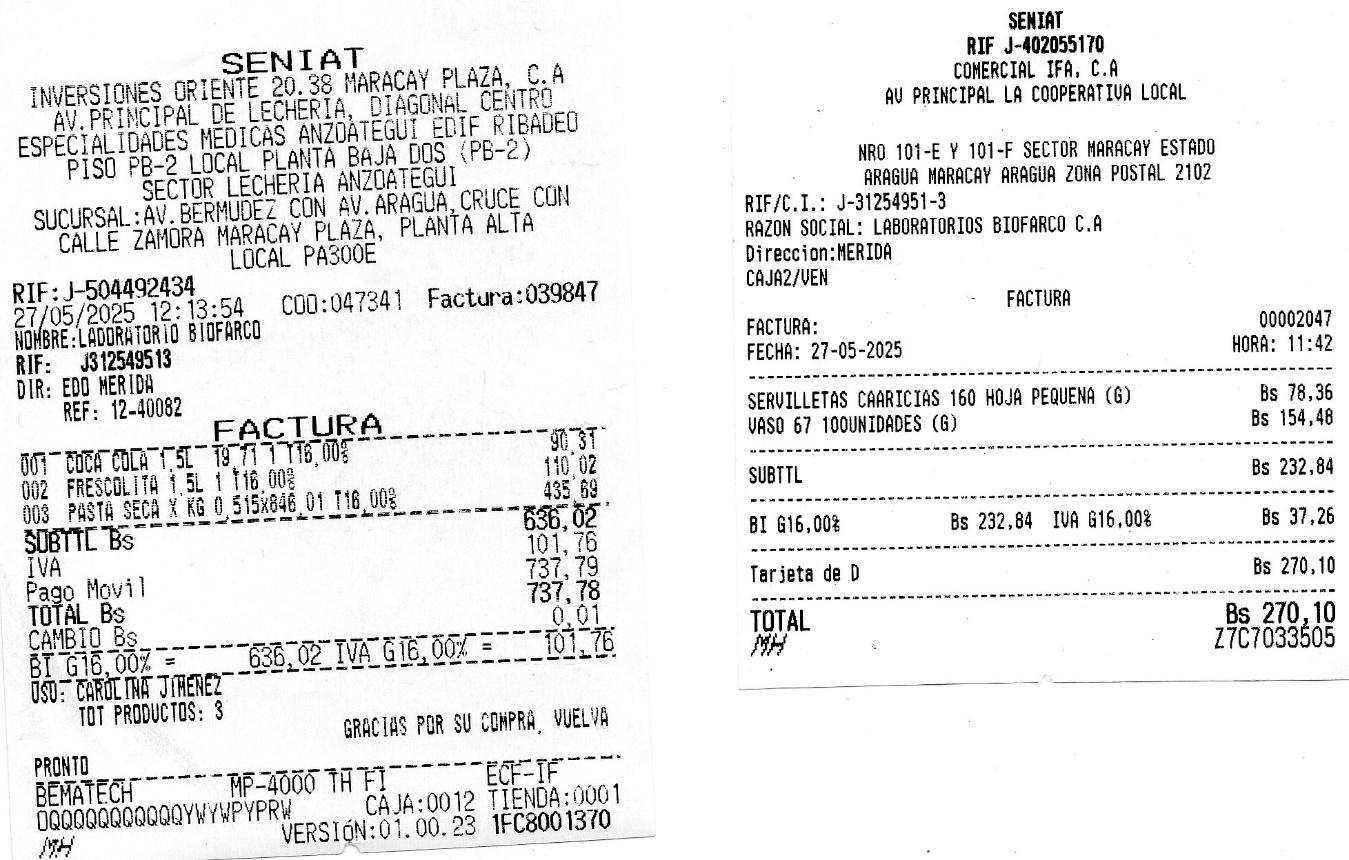 SENIAT
INVERSIONES ORIENTE 20.38 MARACAY PLAZA, C.A
AV.PRINCIPAL DE LECHERIA, DIAGONAL CENTRO
ESPECIALIDADES MEDICAS ANZOATEGUI EDIF RIBADEO
PISO PB-2 LOCAL PLANTA BAJA DOS (PB-2)
SECTOR LECHERIA ANZOATEGUI
SUCURSAL:AV.BERMUDEZ CON AV.ARAGUA,CRUCE CON
CALLE ZAMORA MARACAY PLAZA, PLANTA ALTA
LOCAL PA300E
RIF:J-504492434
27/05/2025 12:13:54 COO:047341 Factura:039847
NOMBRE:LADORATORIO BIOFARCO
RIF: J312549513
DIR: EDO MERIDA
REF: 12-40082
FACTURA
001 COCA COLA 1.5L 19,71 1 T16,00% 90,31
002 FRESCOLITA 1.5L 1 T16,00% 110,02
003 PASTA SECA X KG 0,515x846,01 T16,00% 435,69
SUBTTL Bs 636,02
IVA 101,76
Pago Movil 737,79
TOTAL Bs 737,78
CAMBIO Bs 0,01
BI G16,00% = 636,02 IVA G16,00% = 101,76
USU: CAROLINA JIMENEZ
TOT PRODUCTOS: 3
GRACIAS POR SU COMPRA, VUELVA
PRONTO
BEMATECH MP-4000 TH FI ECF-IF
QQQQQQQQQQQQYWYWPYPRW CAJA:0012 TIENDA:0001
VERSIóN:01.00.23 1FC8001370
MH
SENIAT
RIF J-402055170
COMERCIAL IFA, C.A
AV PRINCIPAL LA COOPERATIVA LOCAL
NRO 101-E Y 101-F SECTOR MARACAY ESTADO
ARAGUA MARACAY ARAGUA ZONA POSTAL 2102
RIF/C.I.: J-31254951-3
RAZON SOCIAL: LABORATORIOS BIOFARCO C.A
Direccion:MERIDA
CAJA2/VEN
FACTURA
FACTURA: 00002047
FECHA: 27-05-2025 HORA: 11:42
SERVILLETAS CAARICIAS 160 HOJA PEQUENA (G) Bs 78,36
VASO 67 100UNIDADES (G) Bs 154,48
SUBTTL Bs 232,84
BI G16,00% Bs 232,84 IVA G16,00% Bs 37,26
Tarjeta de D Bs 270,10
TOTAL Bs 270,10
MH Z7C7033505